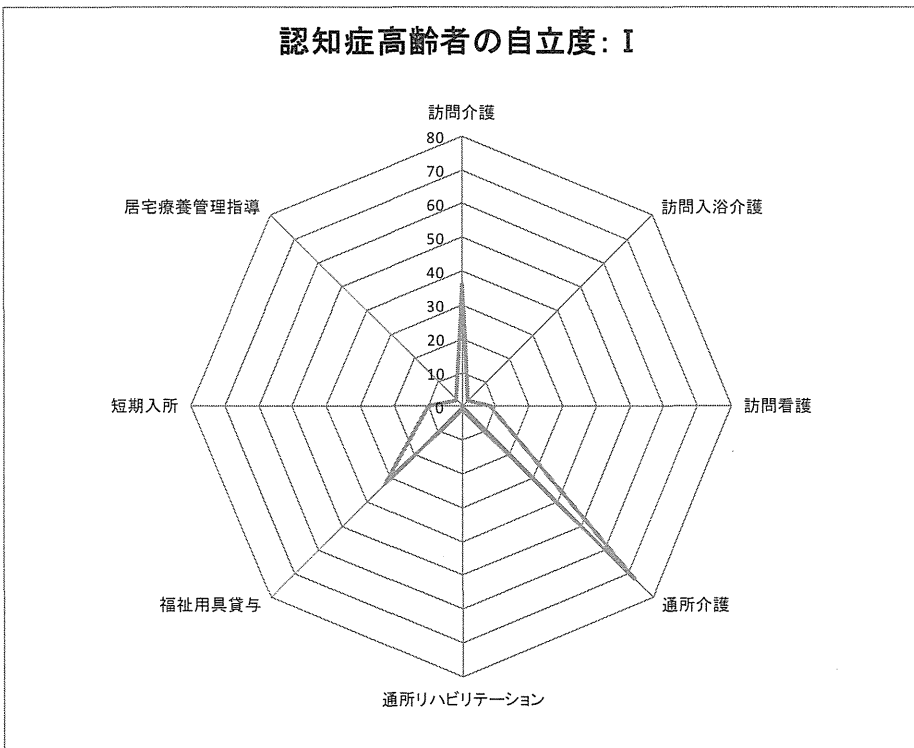 認知症高齢者の自立度: I
訪問介護
80
70
60
50
40
30
20
10
0
訪問入浴介護
訪問看護
通所介護
通所リハビリテーション
福祉用具貸与
短期入所
居宅療養管理指導